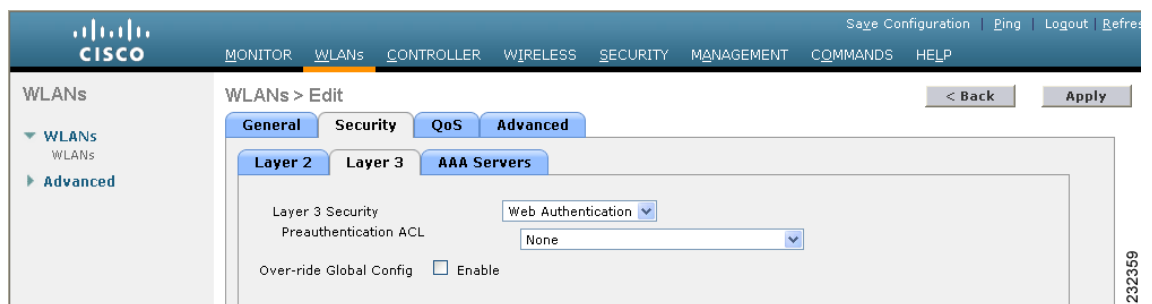 Save Configuration | Ping | Logout | Refres
CISCO
MONITOR WLANs CONTROLLER WIRELESS SECURITY MANAGEMENT COMMANDS HELP
WLANs
WLANs > Edit
< Back
Apply
WLANs
WLANs
Advanced
General Security QoS Advanced
Layer 2 Layer 3 AAA Servers
Layer 3 Security Web Authentication
Preauthentication ACL None
Over-ride Global Config Enable
232359